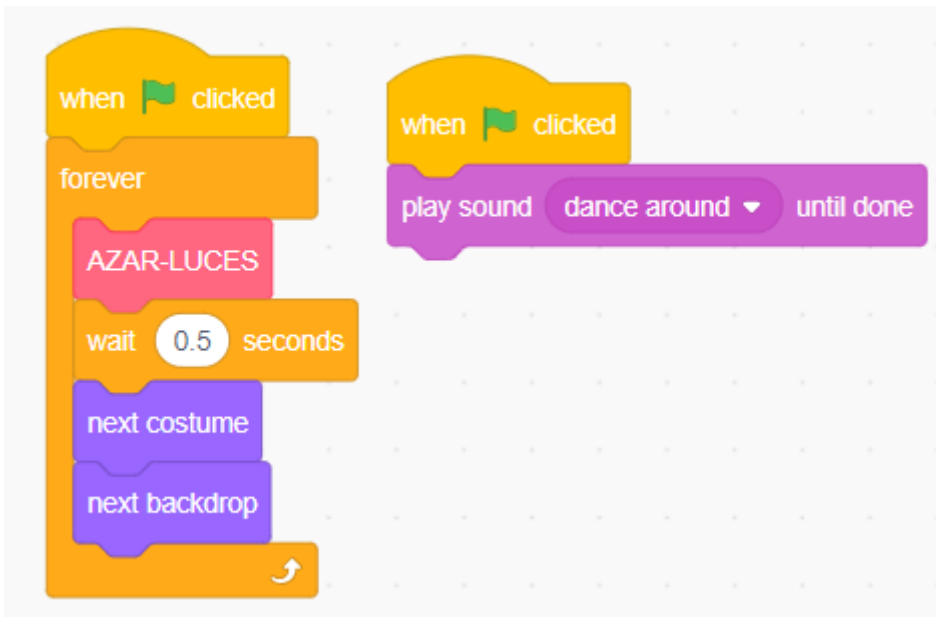 when clicked
forever
AZAR-LUCES
wait 0.5 seconds
next costume
next backdrop
when clicked
play sound dance around until done